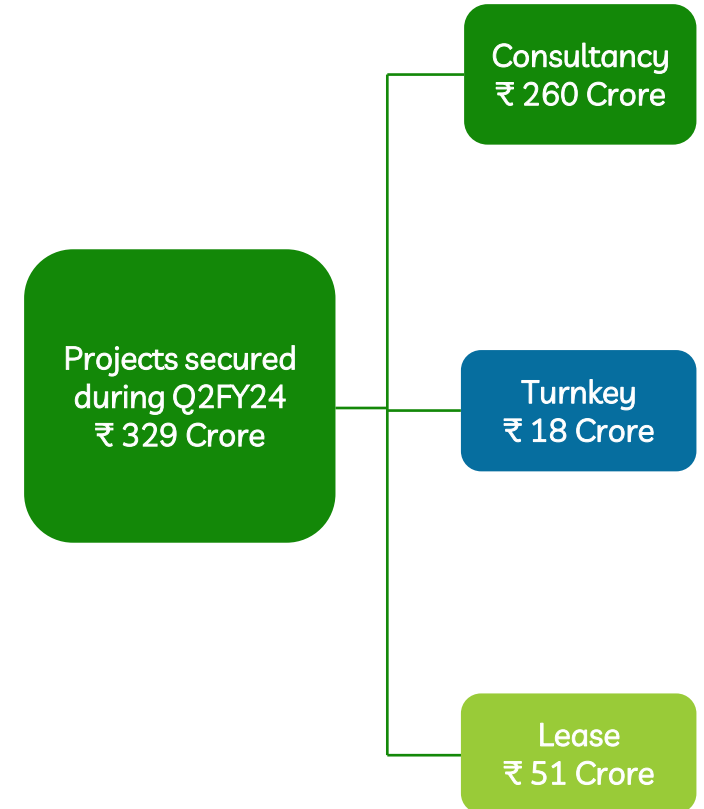 Consultancy
₹ 260 Crore
Projects secured
during Q2FY24
₹ 329 Crore
Turnkey
₹ 18 Crore
Lease
₹ 51 Crore